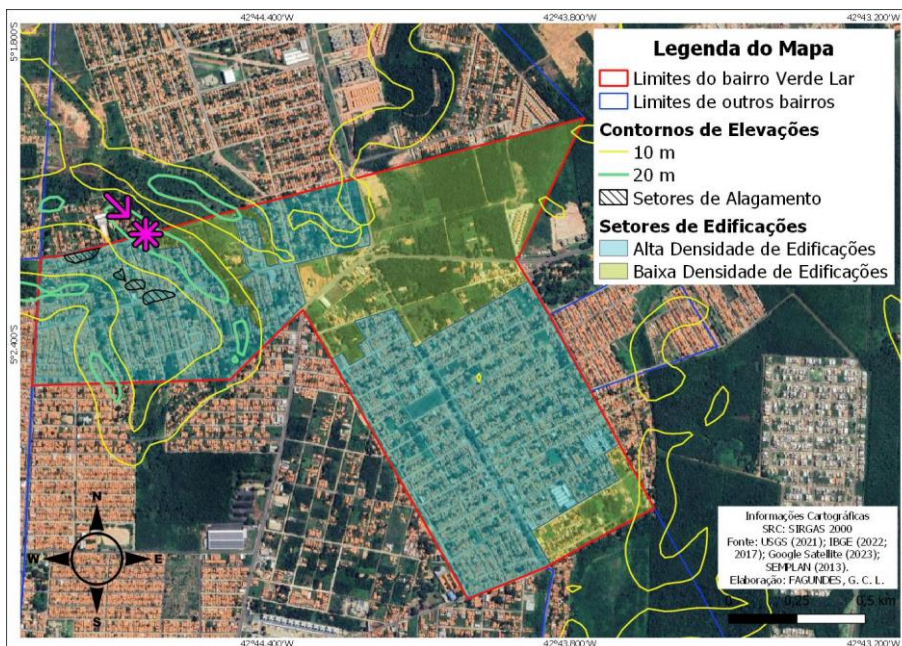 42°44.400'W 42°43.800'W 42°43.200'W
5°1.800'S
5°2.400'S
Legenda do Mapa
Limites do bairro Verde Lar
Limites de outros bairros
Contornos de Elevações
10 m
20 m
Setores de Alagamento
Setores de Edificações
Alta Densidade de Edificações
Baixa Densidade de Edificações
N
W E
S
Informações Cartográficas
SRC: SIRGAS 2000
Fonte: USGS (2021); IBGE (2022;
2017); Google Satellite (2023);
SEMPLAN (2013).
Elaboração: FAGUNDES, G. C. L.
0 0,25 0,5 km
42°44.400'W 42°43.800'W 42°43.200'W